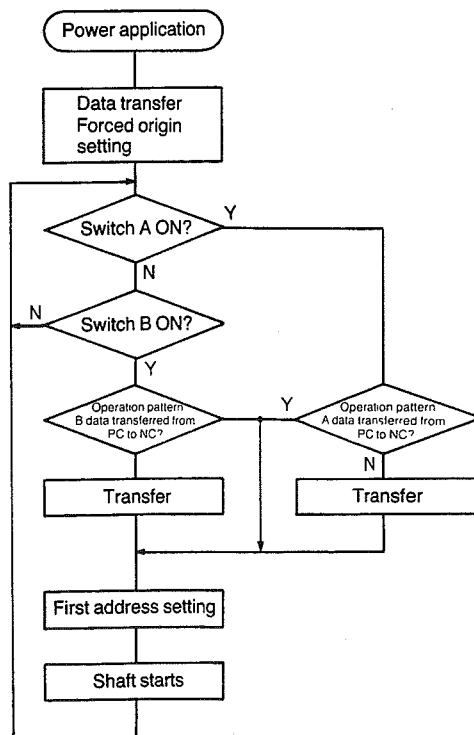 Power application
Data transfer
Forced origin
setting
Switch A ON?
Y
N
Switch B ON?
N
Y
Operation pattern
B data transferred from
PC to NC?
Y
Operation pattern
A data transferred from
PC to NC?
N
Transfer
Transfer
First address setting
Shaft starts